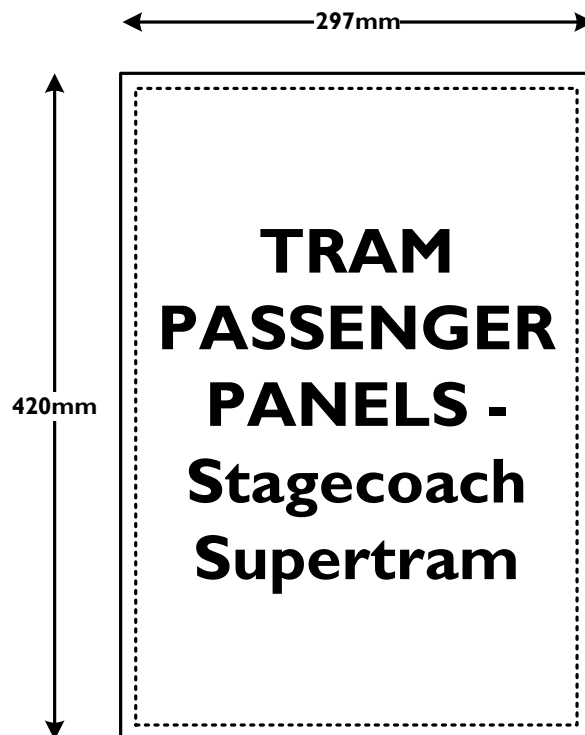 297mm
TRAM
PASSENGER
PANELS -
420mm
Stagecoach
Supertram